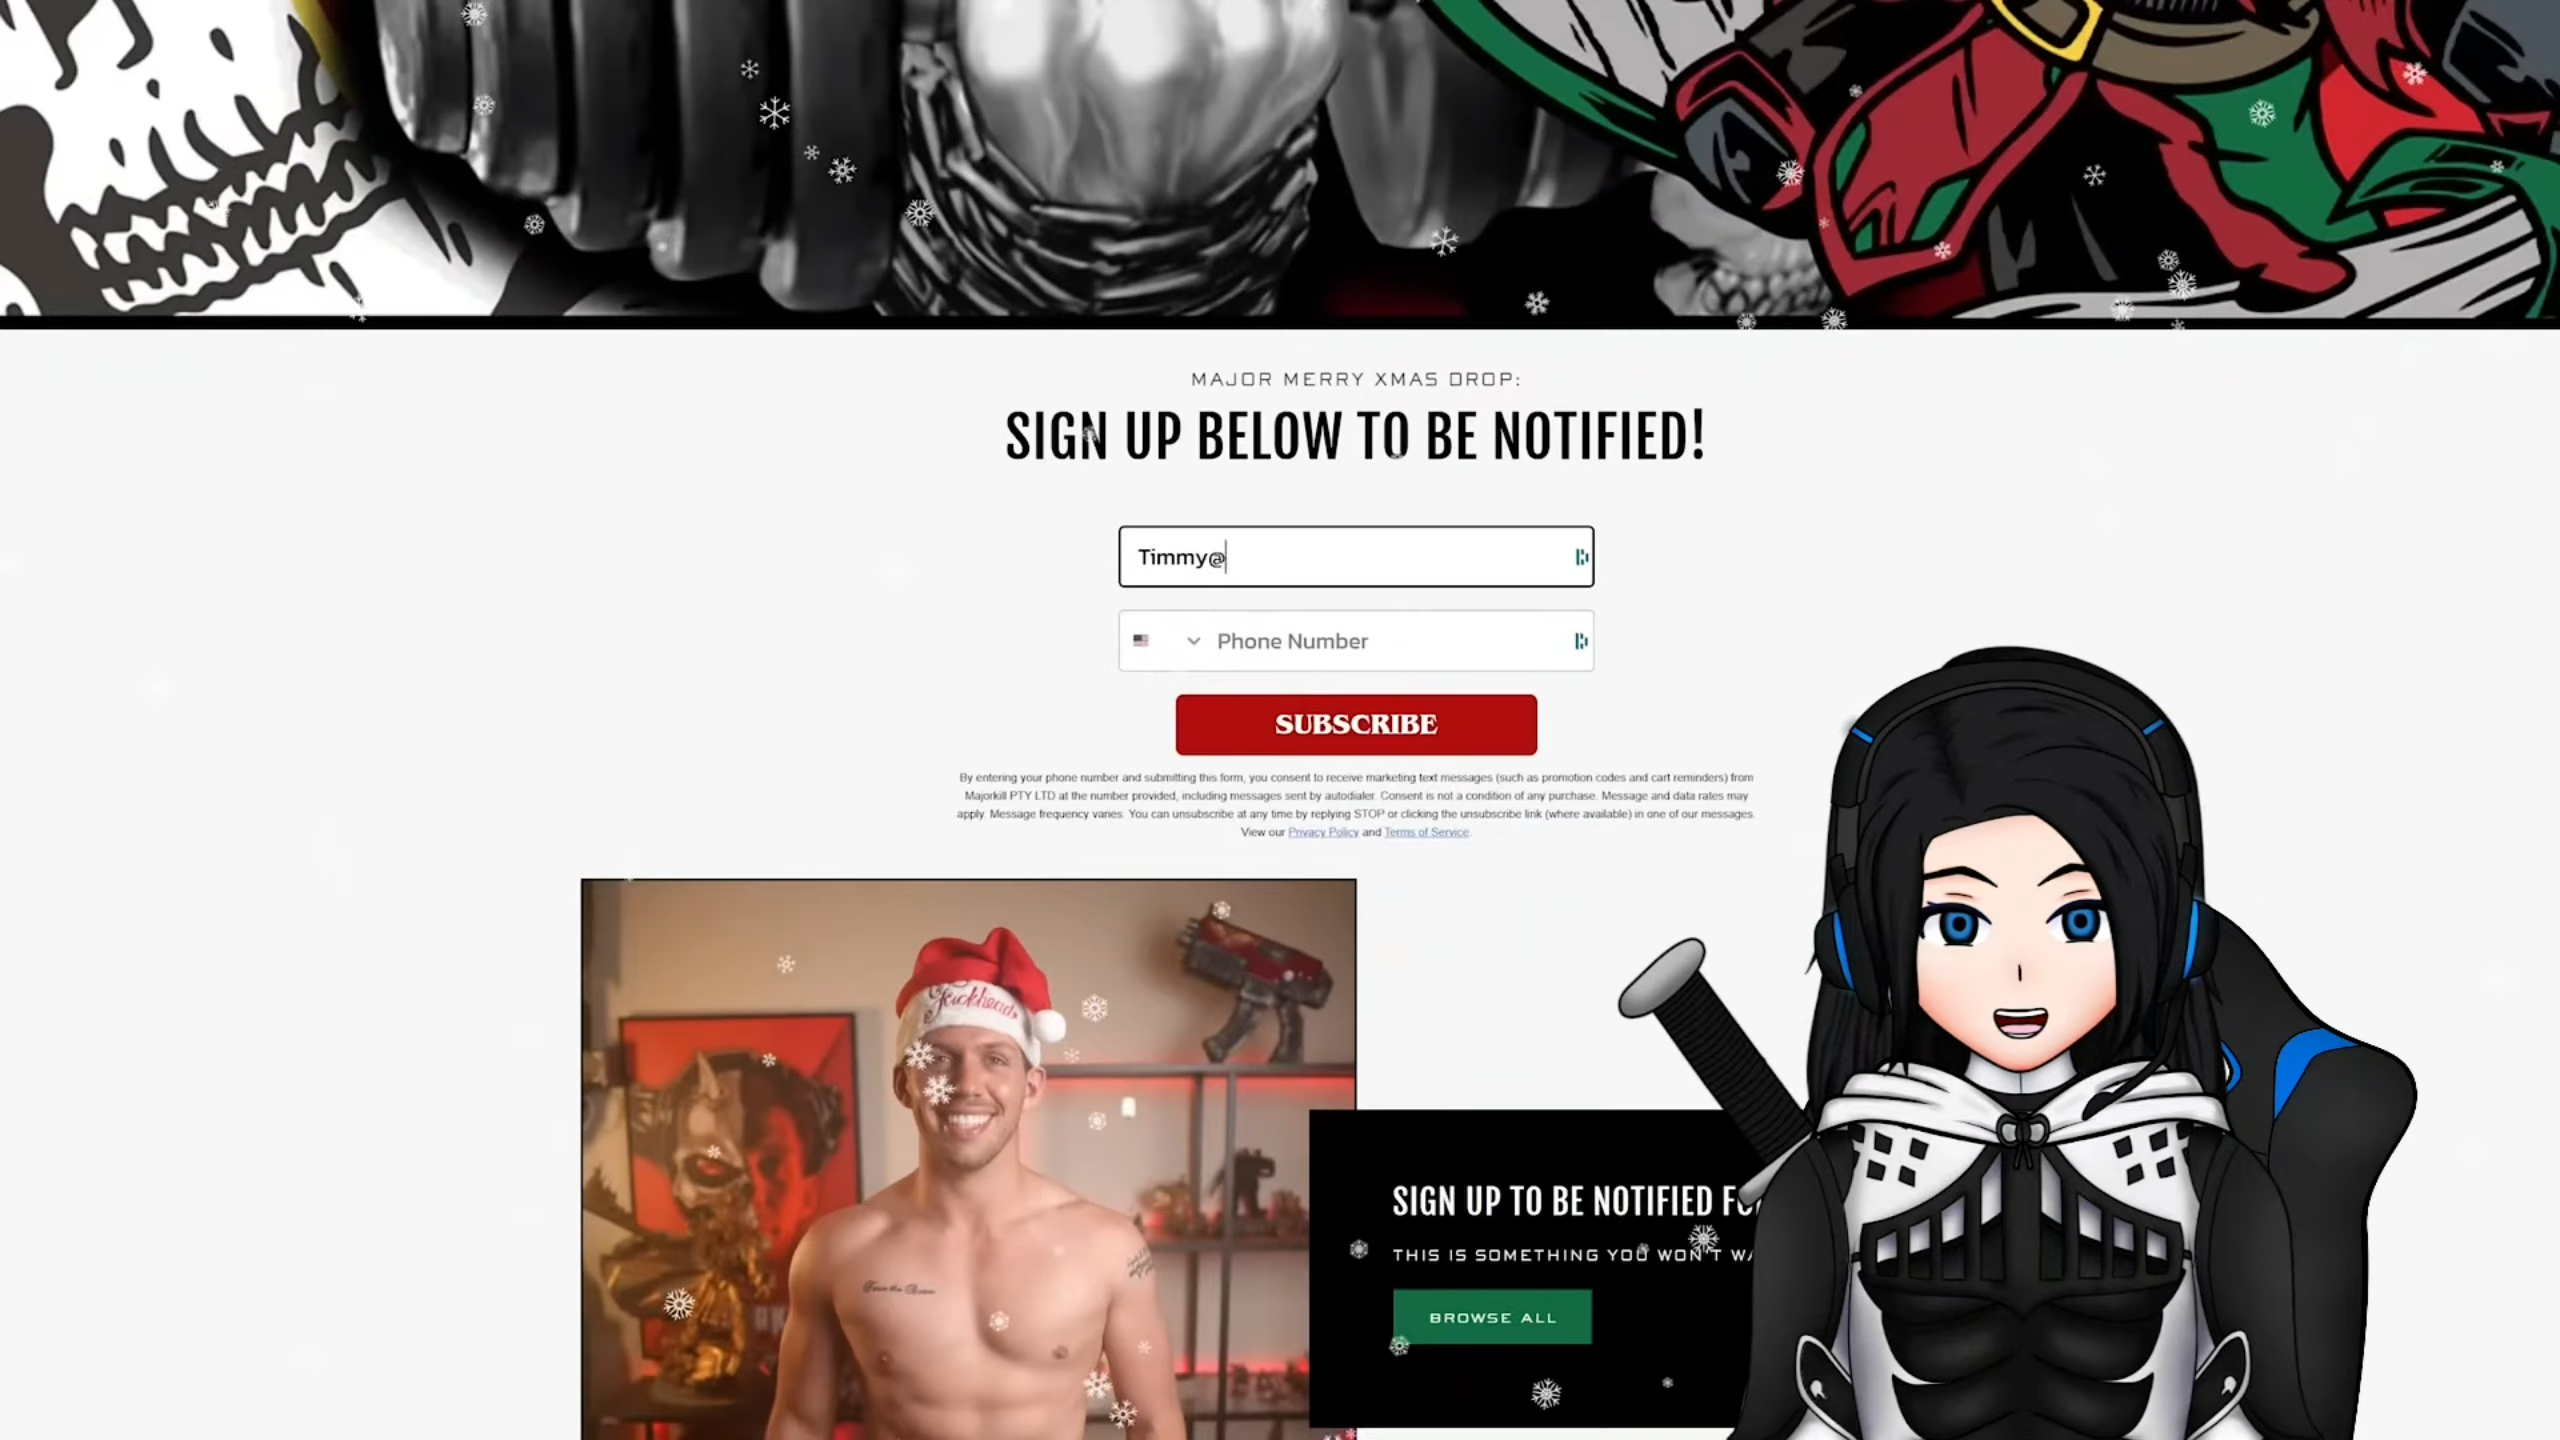 MAJOR MERRY XMAS DROP:
SIGN UP BELOW TO BE NOTIFIED!
Timmy@
Phone Number
SUBSCRIBE
By entering your phone number and submitting this form, you consent to receive marketing text messages (such as promotion codes and cart reminders) from
Majorkill PTY LTD at the number provided, including messages sent by autodialer. Consent is not a condition of any purchase. Message and data rates may
apply. Message frequency varies. You can unsubscribe at any time by replying STOP or clicking the unsubscribe link (where available) in one of our messages.
View our Privacy Policy and Terms of Service.
Fuckheads
SIGN UP TO BE NOTIFIED
THIS IS SOMETHING YOU WON'T
BROWSE ALL